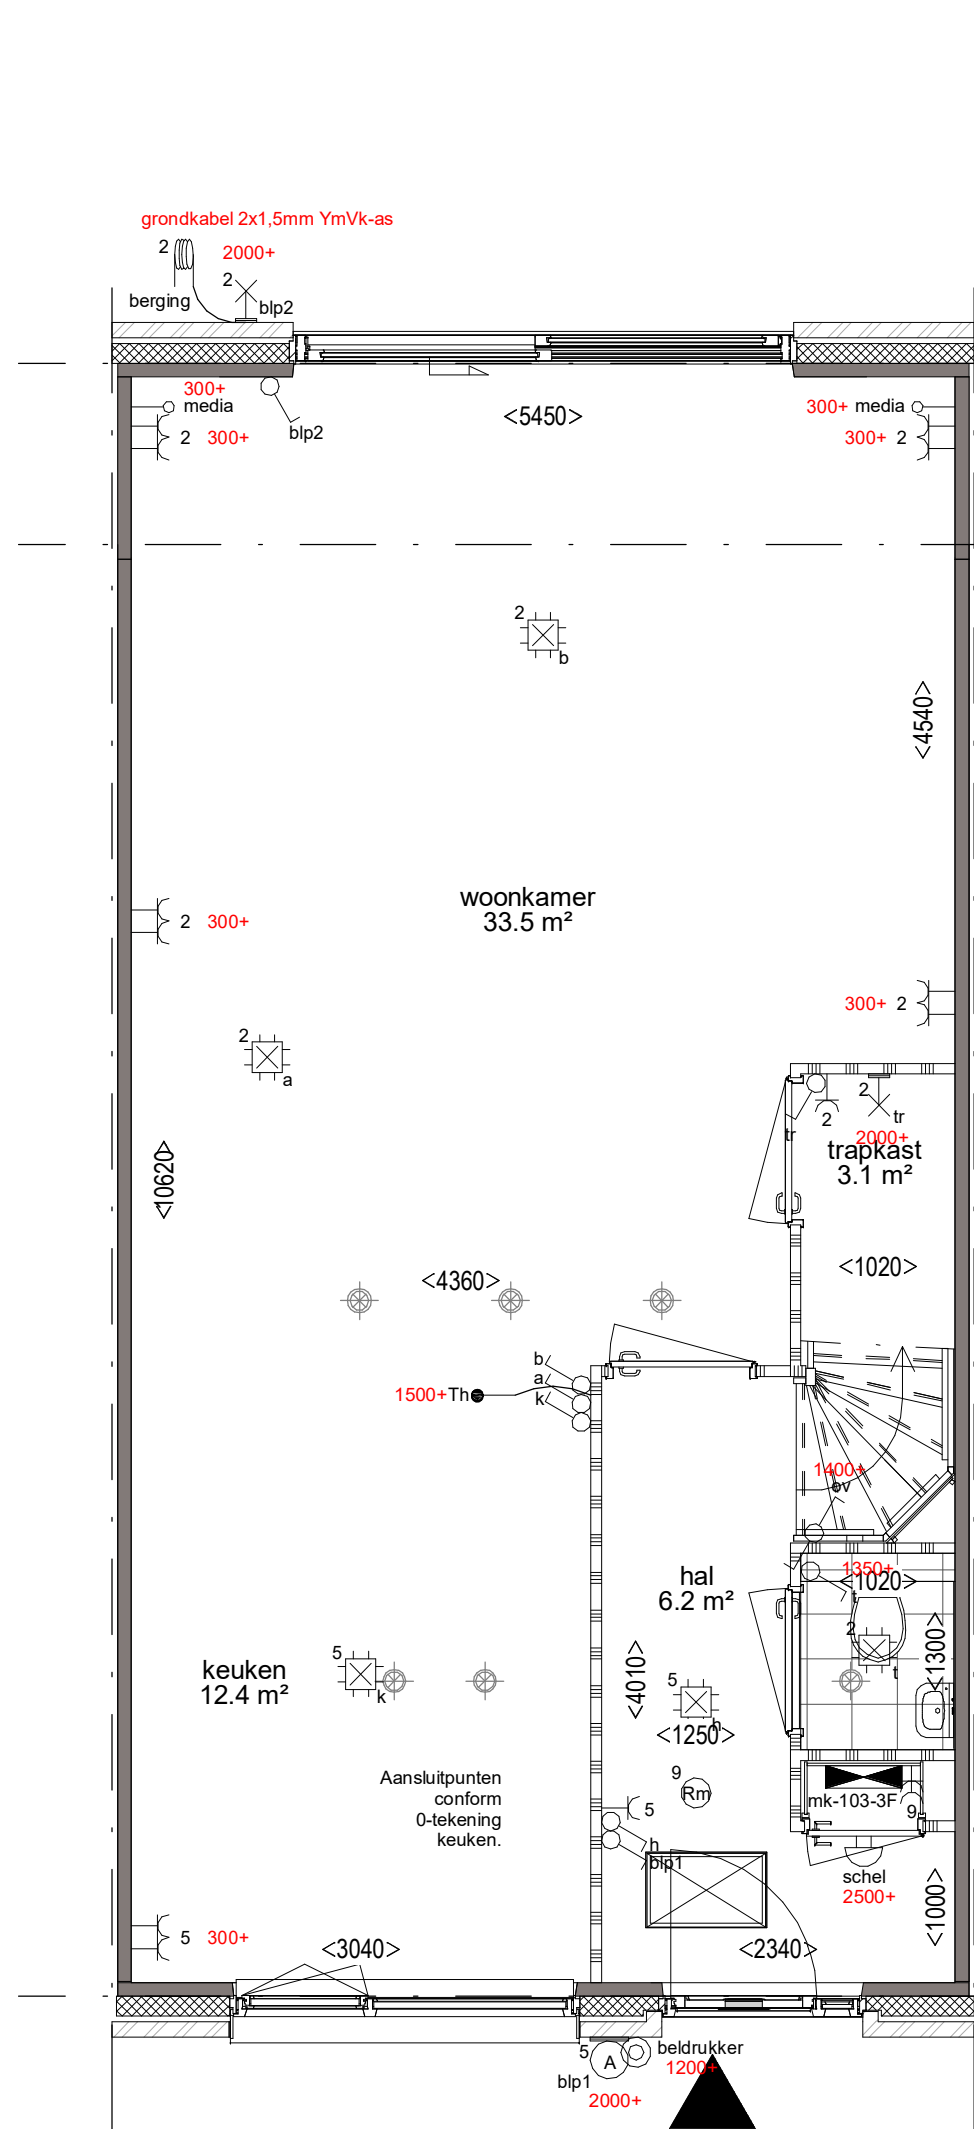 grondkabel 2x1,5mm YmVk-as
2
2000+
2
berging
blp2
300+
media
2 300+
blp2
<5450>
300+ media
300+ 2
2
b
<4540>
woonkamer
33.5 m²
2 300+
300+ 2
2
a
2
2
tr
tr
2000+
trapkast
3.1 m²
<10620>
<1020>
<4360>
b
a
k
1500+Th
1400+
ov
1350+
<1020>
t
hal
6.2 m²
2
t
<1300>
keuken
12.4 m²
5
k
<4010>
5
h
<1250>
Aansluitpunten
conform
0-tekening
keuken.
9
Rm
mk-103-3F
9
5
h
blp1
schel
2500+
<1000>
5 300+
<3040>
<2340>
5
A
beldrukker
1200+
blp1
2000+